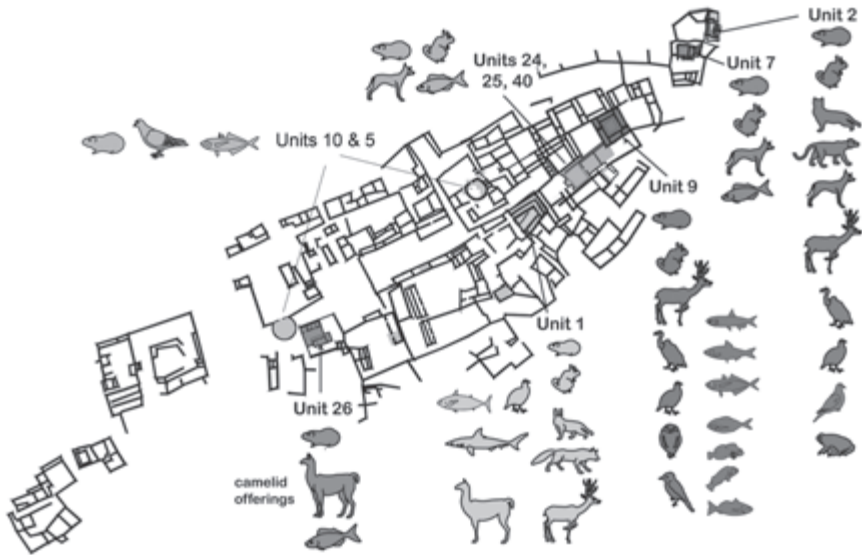 Unit 2
Units 24,
25, 40
Unit 7
Units 10 & 5
Unit 9
Unit 1
Unit 26
camelid
offerings